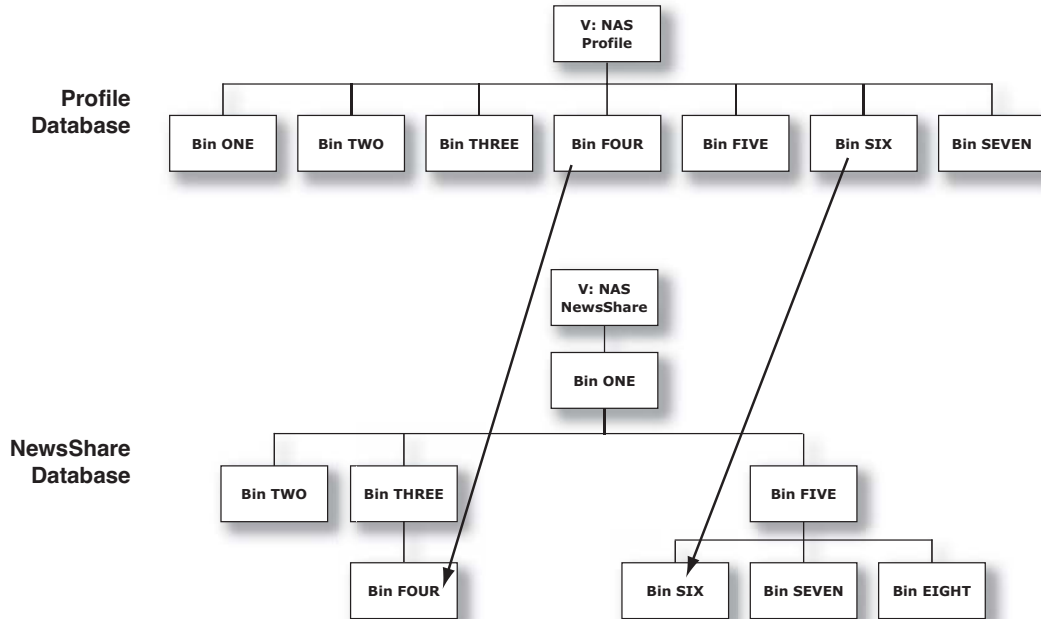 V: NAS
Profile
Profile
Database
Bin ONE
Bin TWO
Bin THREE
Bin FOUR
Bin FIVE
Bin SIX
Bin SEVEN
V: NAS
NewsShare
Bin ONE
NewsShare
Database
Bin TWO
Bin THREE
Bin FIVE
Bin FOUR
Bin SIX
Bin SEVEN
Bin EIGHT